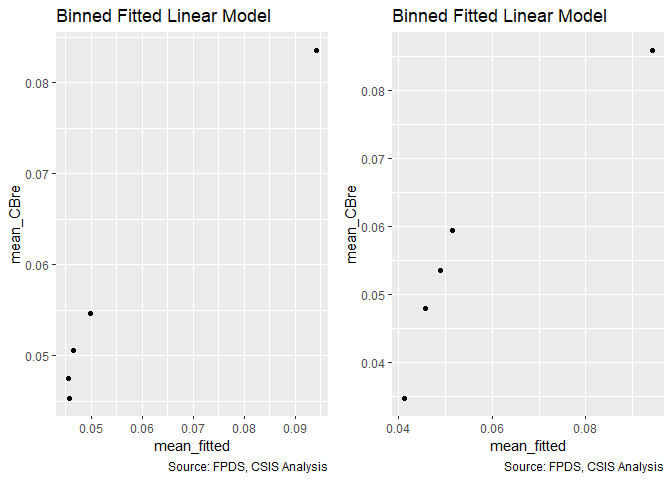 Binned Fitted Linear Model
mean_CBre
0.08
0.07
0.06
0.05
0.05 0.06 0.07 0.08 0.09
mean_fitted
Source: FPDS, CSIS Analysis
Binned Fitted Linear Model
mean_CBre
0.08
0.07
0.06
0.05
0.04
0.04 0.06 0.08
mean_fitted
Source: FPDS, CSIS Analysis